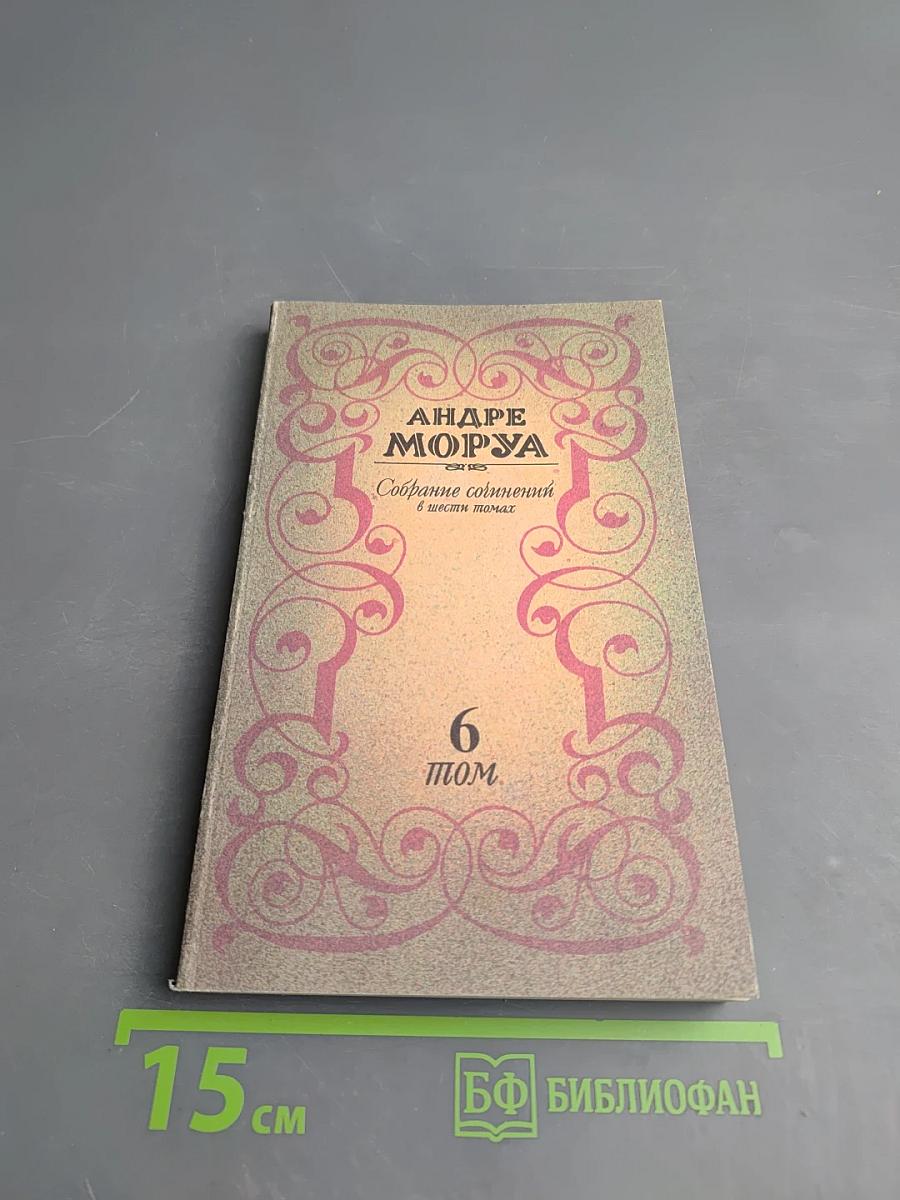 АНДРЕ
МОРУА
Собрание сочинений
в шести томах
6
том
15 см
БФ БИБЛИОФАН